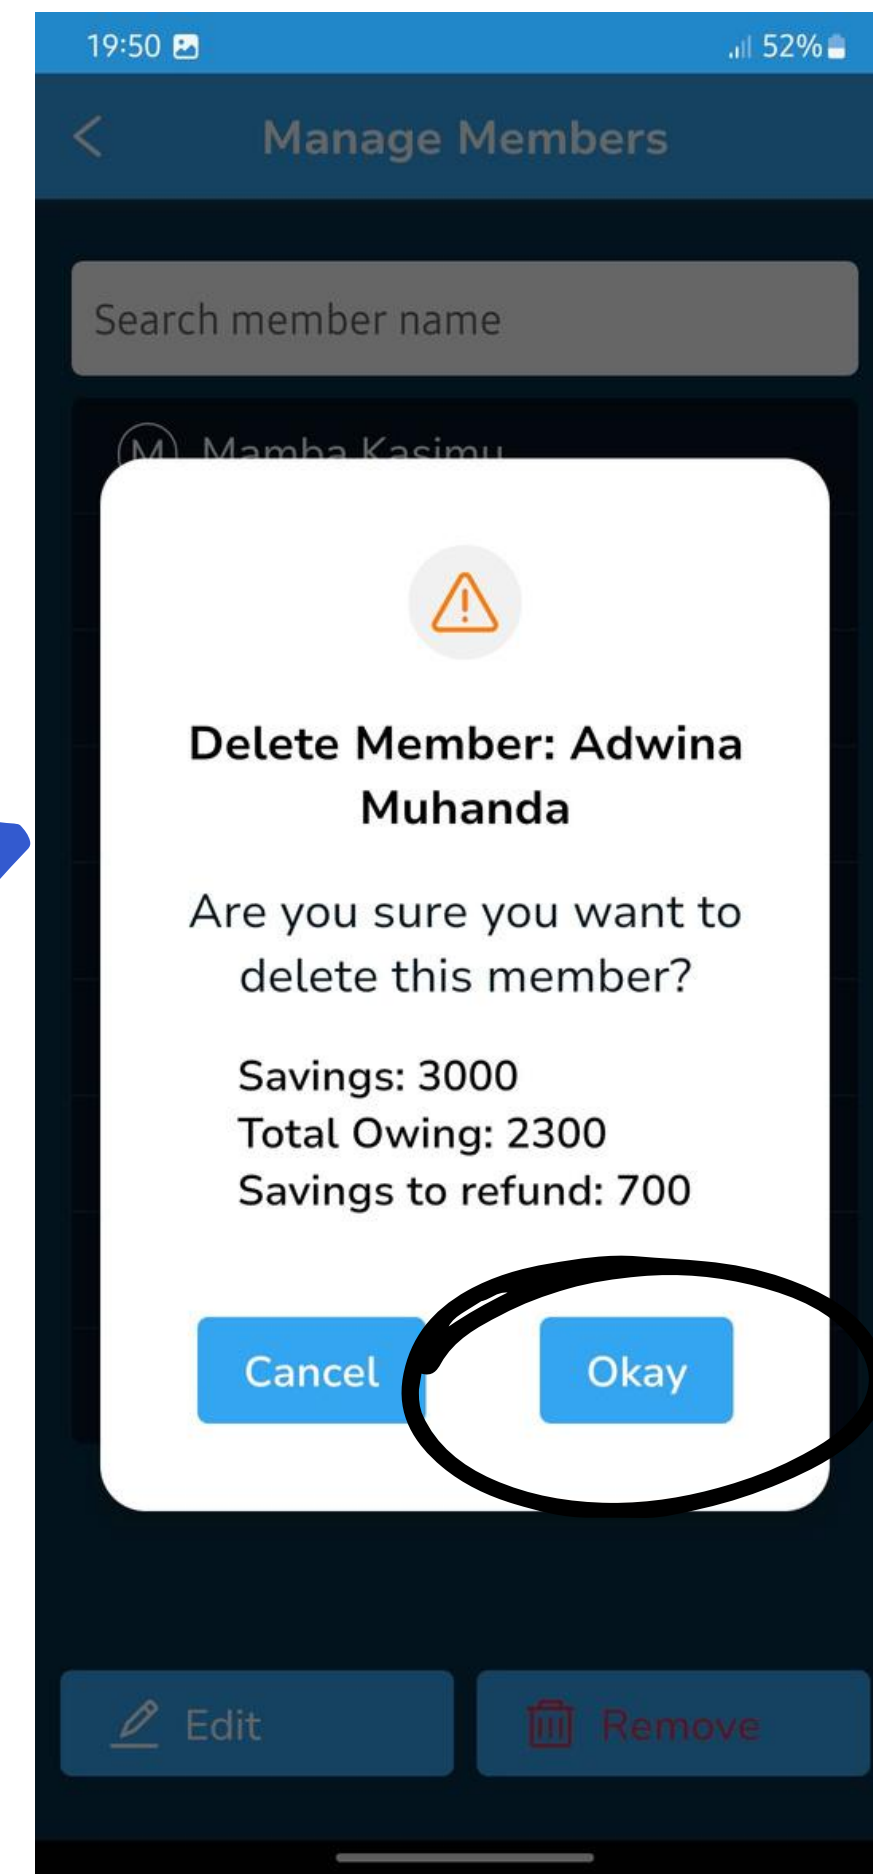 19:50
52%
Manage Members
Search member name
M Mamba Kasimu
Delete Member: Adwina
Muhanda
Are you sure you want to
delete this member?
Savings: 3000
Total Owing: 2300
Savings to refund: 700
Cancel Okay
Edit Remove